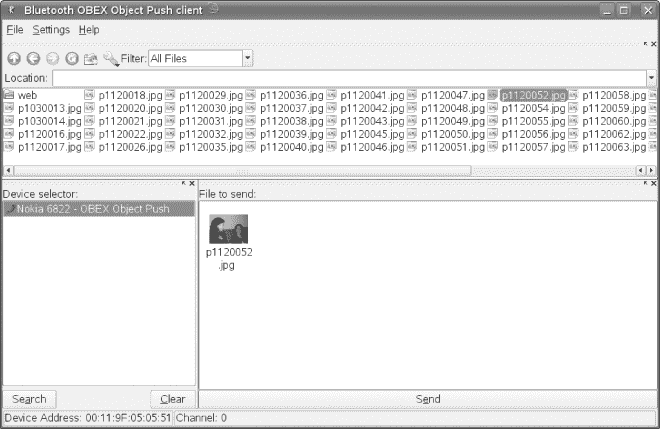 Bluetooth OBEX Object Push client
File Settings Help
Filter: All Files
Location:
web p1120018.jpg p1120029.jpg p1120036.jpg p1120041.jpg p1120047.jpg p1120052.jpg p1120058.jpg
p1030013.jpg p1120020.jpg p1120030.jpg p1120037.jpg p1120042.jpg p1120048.jpg p1120054.jpg p1120059.jpg
p1030014.jpg p1120021.jpg p1120031.jpg p1120038.jpg p1120043.jpg p1120049.jpg p1120055.jpg p1120060.jpg
p1120016.jpg p1120022.jpg p1120032.jpg p1120039.jpg p1120045.jpg p1120050.jpg p1120056.jpg p1120062.jpg
p1120017.jpg p1120026.jpg p1120035.jpg p1120040.jpg p1120046.jpg p1120051.jpg p1120057.jpg p1120063.jpg
Device selector: File to send:
Nokia 6822 - OBEX Object Push
p1120052
.jpg
Search Clear Send
Device Address: 00:11:9F:05:05:51 Channel: 0